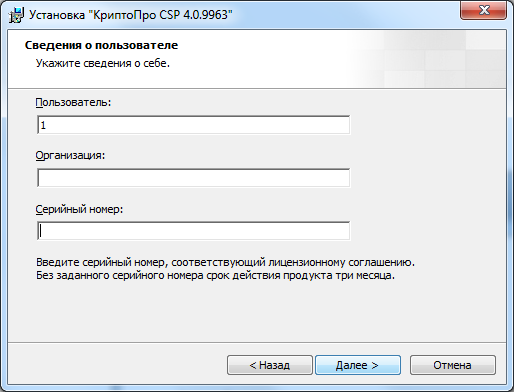 Установка "КриптоПро CSP 4.0.9963"
Сведения о пользователе
Укажите сведения о себе.
Пользователь:
1
Организация:
Серийный номер:
Введите серийный номер, соответствующий лицензионному соглашению.
Без заданного серийного номера срок действия продукта три месяца.
< Назад
Далее >
Отмена